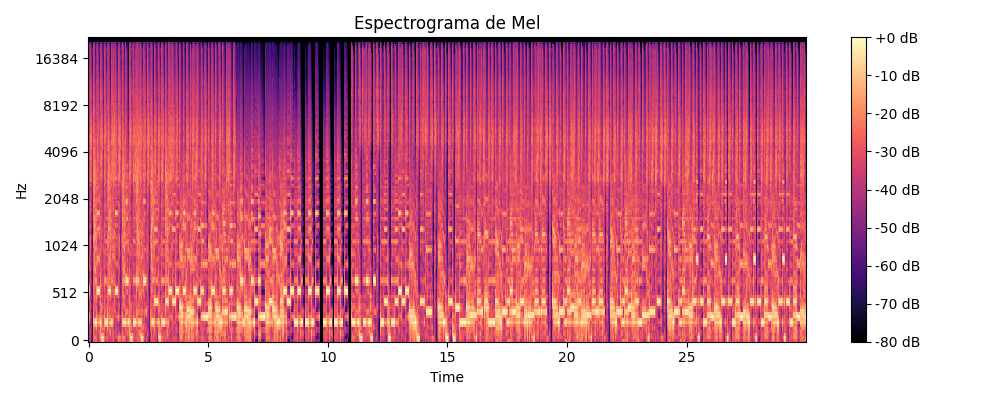 Espectrograma de Mel
Hz
16384
8192
4096
2048
1024
512
0
0 5 10 15 20 25
Time
+0 dB
-10 dB
-20 dB
-30 dB
-40 dB
-50 dB
-60 dB
-70 dB
-80 dB